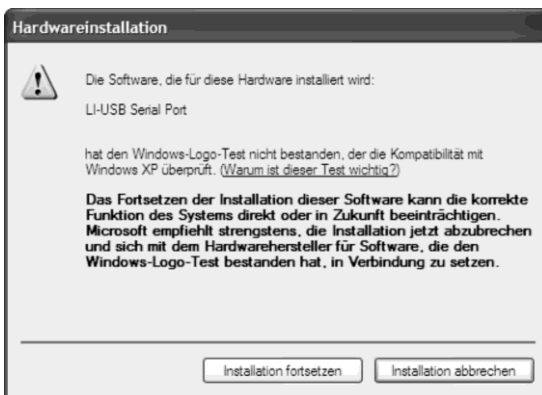 Hardwareinstallation
Die Software, die für diese Hardware installiert wird:
LI-USB Serial Port
hat den Windows-Logo-Test nicht bestanden, der die Kompatibilität mit
Windows XP überprüft. (Warum ist dieser Test wichtig?)
Das Fortsetzen der Installation dieser Software kann die korrekte
Funktion des Systems direkt oder in Zukunft beeinträchtigen.
Microsoft empfiehlt strengstens, die Installation jetzt abzubrechen
und sich mit dem Hardwarehersteller für Software, die den
Windows-Logo-Test bestanden hat, in Verbindung zu setzen.
Installation fortsetzen
Installation abbrechen